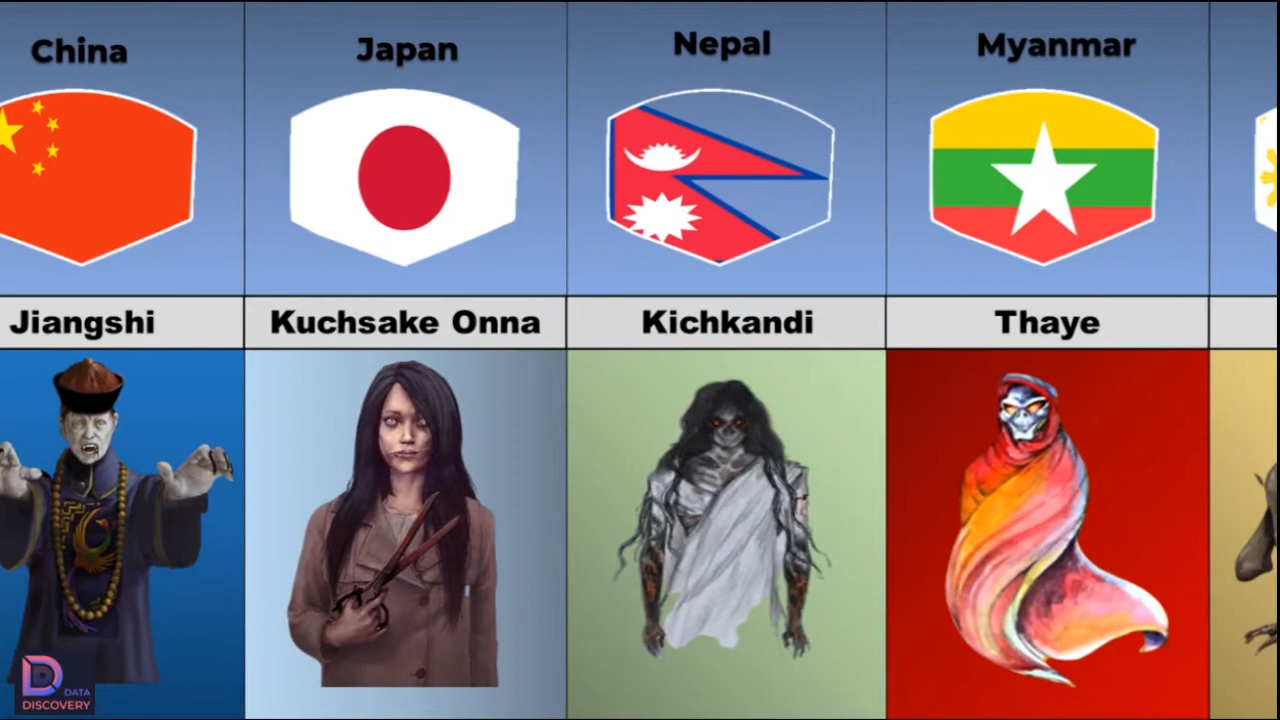 China
Japan
Nepal
Myanmar
Jiangshi
Kuchsake Onna
Kichkandi
Thaye
DATA
DISCOVERY